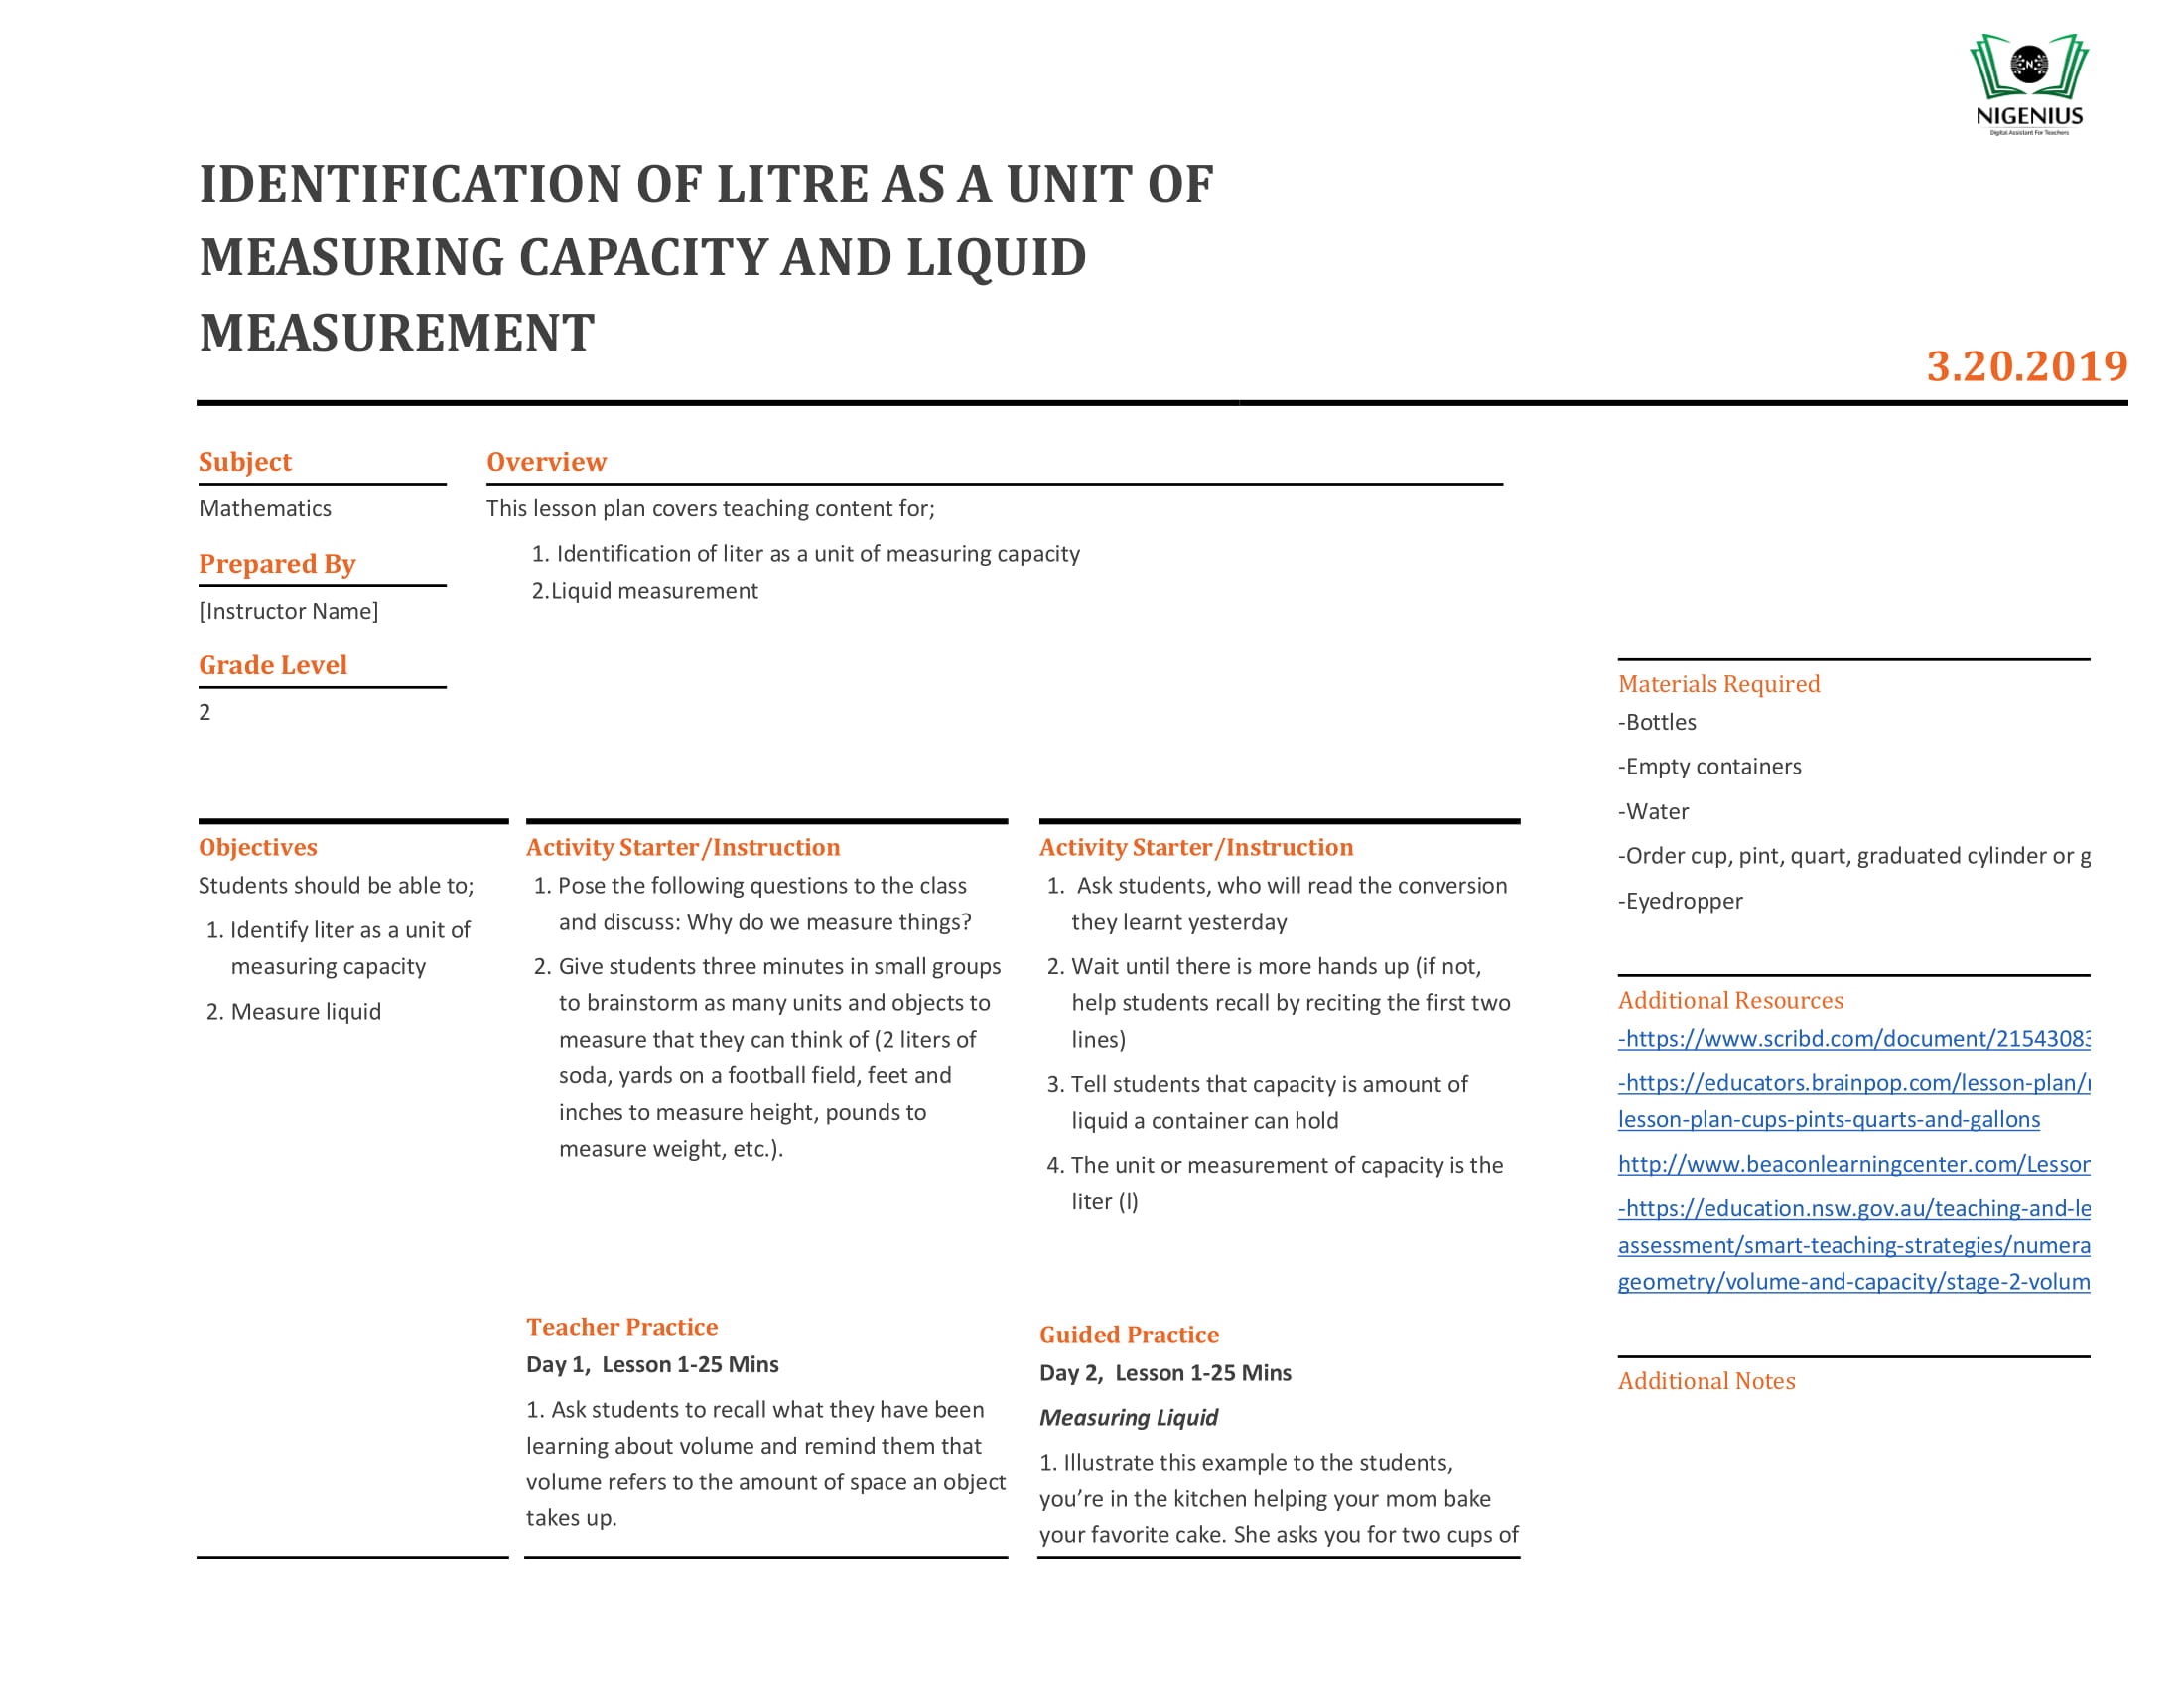 NIGENIUS
Digital Assistant For Teachers
IDENTIFICATION OF LITRE AS A UNIT OF
MEASURING CAPACITY AND LIQUID
MEASUREMENT
3.20.2019
Subject
Mathematics
Prepared By
[Instructor Name]
Grade Level
2
Overview
This lesson plan covers teaching content for;
1. Identification of liter as a unit of measuring capacity
2.Liquid measurement
Objectives
Students should be able to;
1. Identify liter as a unit of
measuring capacity
2. Measure liquid
Activity Starter/Instruction
1. Pose the following questions to the class
and discuss: Why do we measure things?
2. Give students three minutes in small groups
to brainstorm as many units and objects to
measure that they can think of (2 liters of
soda, yards on a football field, feet and
inches to measure height, pounds to
measure weight, etc.).
Teacher Practice
Day 1,  Lesson 1-25 Mins
1. Ask students to recall what they have been
learning about volume and remind them that
volume refers to the amount of space an object
takes up.
Activity Starter/Instruction
1.  Ask students, who will read the conversion
they learnt yesterday
2. Wait until there is more hands up (if not,
help students recall by reciting the first two
lines)
3. Tell students that capacity is amount of
liquid a container can hold
4. The unit or measurement of capacity is the
liter (l)
Guided Practice
Day 2,  Lesson 1-25 Mins
Measuring Liquid
1. Illustrate this example to the students,
you’re in the kitchen helping your mom bake
your favorite cake. She asks you for two cups of
Materials Required
-Bottles
-Empty containers
-Water
-Order cup, pint, quart, graduated cylinder or g
-Eyedropper
Additional Resources
-https://www.scribd.com/document/21543083
-https://educators.brainpop.com/lesson-plan/
lesson-plan-cups-pints-quarts-and-gallons
http://www.beaconlearningcenter.com/Lesson
-https://education.nsw.gov.au/teaching-and-le
assessment/smart-teaching-strategies/numera
geometry/volume-and-capacity/stage-2-volum
Additional Notes